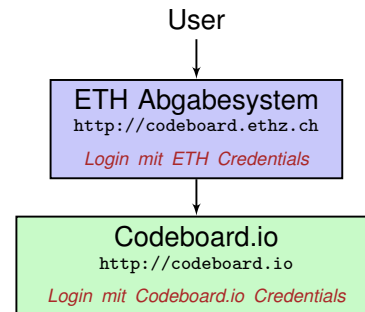 User
ETH Abgabesystem
http://codeboard.ethz.ch
Login mit ETH Credentials
Codeboard.io
http://codeboard.io
Login mit Codeboard.io Credentials